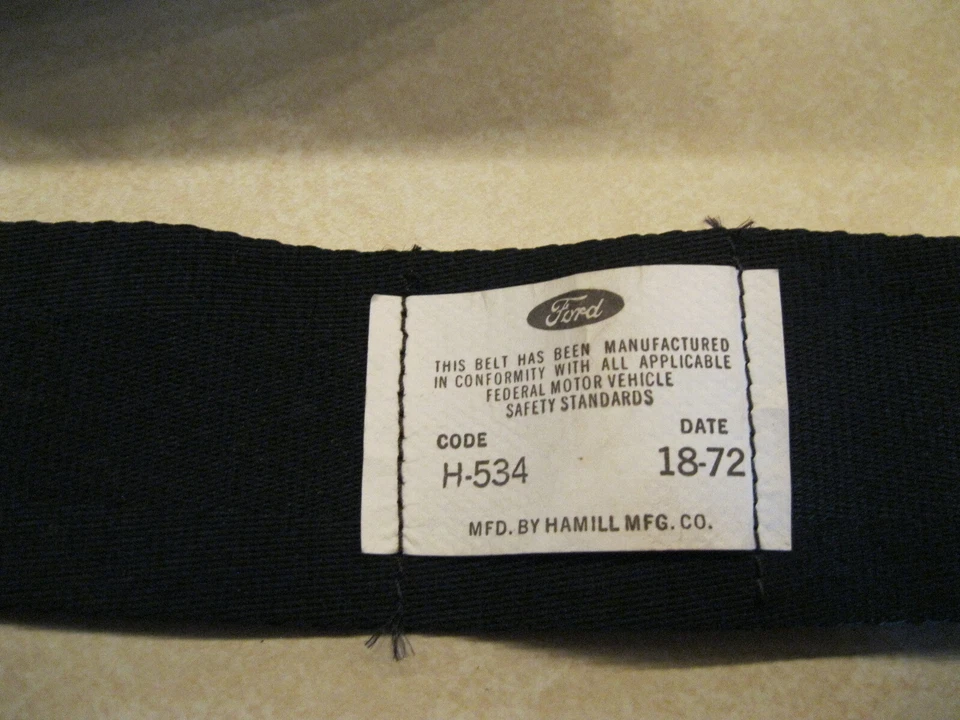 Ford
THIS BELT HAS BEEN MANUFACTURED
IN CONFORMITY WITH ALL APPLICABLE
FEDERAL MOTOR VEHICLE
SAFETY STANDARDS
CODE DATE
H-534 18-72
MFD. BY HAMILL MFG. CO.